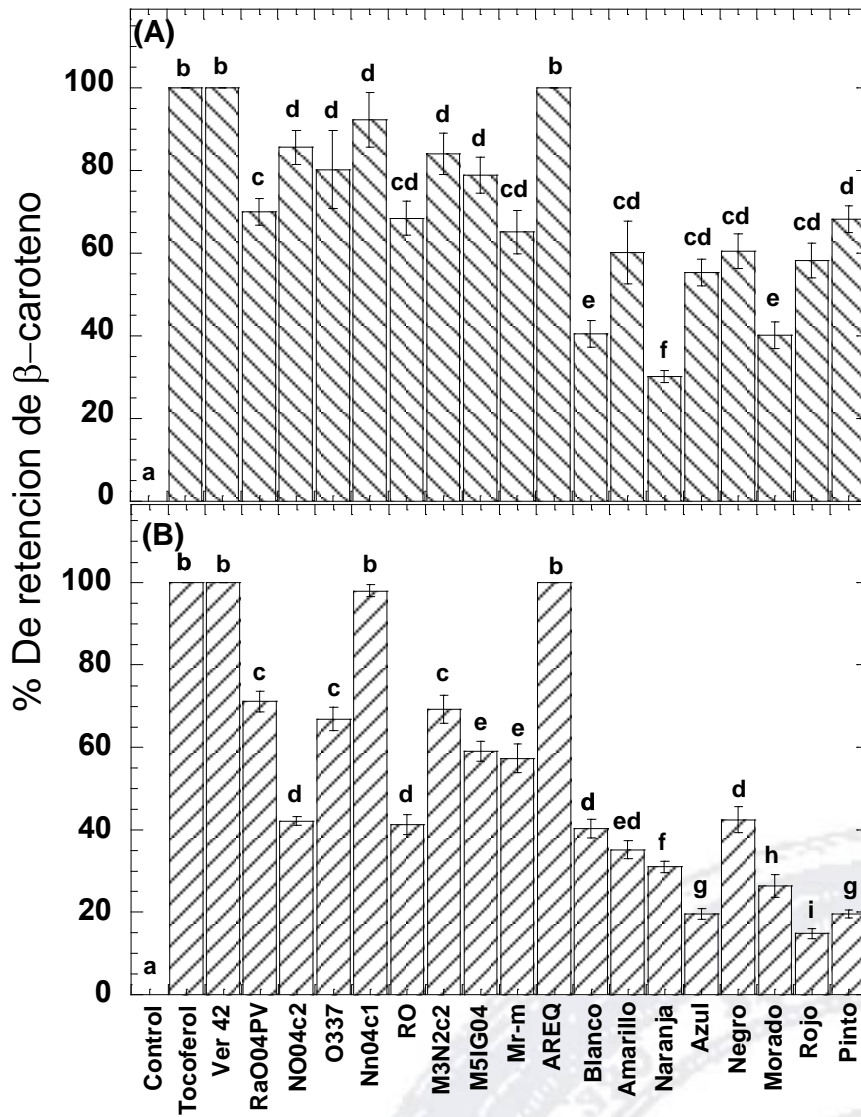 % De retencion de β−caroteno
(A)
100
80
60
40
20
0
a
b
b
c
d
d
d
cd
d
d
cd
b
e
cd
f
cd
cd
e
cd
d
(B)
100
80
60
40
20
0
a
b
b
c
d
c
b
d
c
e
e
b
d
ed
f
g
d
h
i
g
Control
Tocoferol
Ver 42
RaO04PV
NO04c2
O337
Nn04c1
RO
M3N2c2
M5IG04
Mr-m
AREQ
Blanco
Amarillo
Naranja
Azul
Negro
Morado
Rojo
Pinto